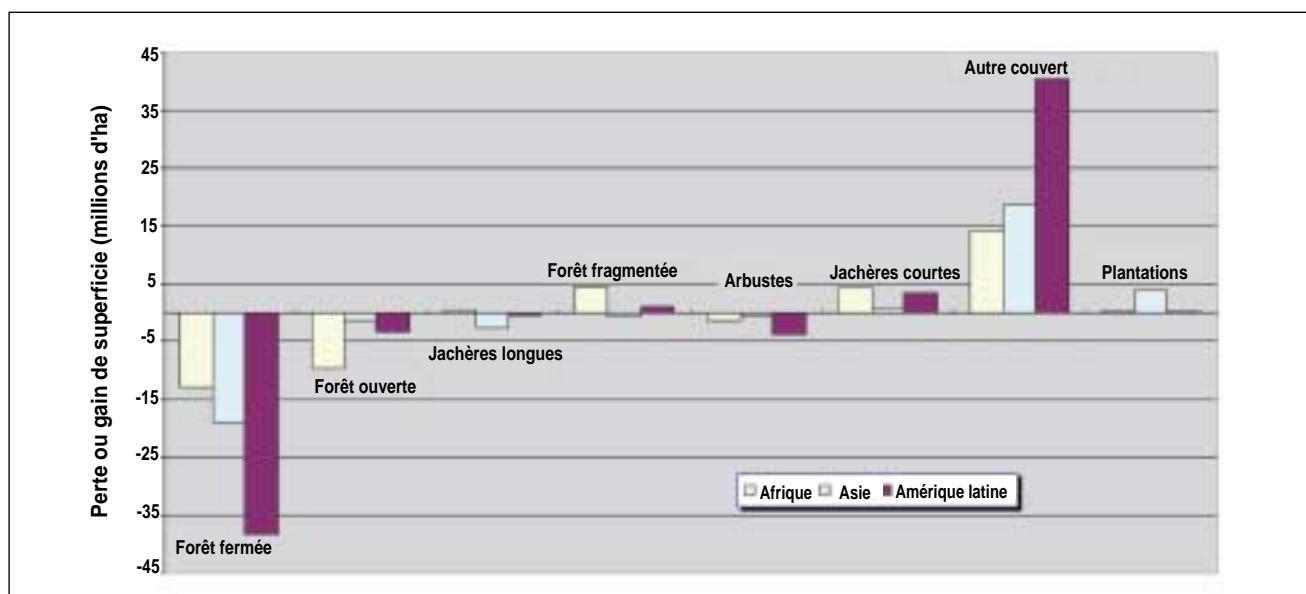 Perte ou gain de superficie (millions d'ha)
45
35
25
15
5
-5
-15
-25
-35
-45
Forêt fermée
Forêt ouverte
Jachères longues
Forêt fragmentée
Arbustes
Jachères courtes
Autre couvert
Plantations
Afrique Asie Amérique latine